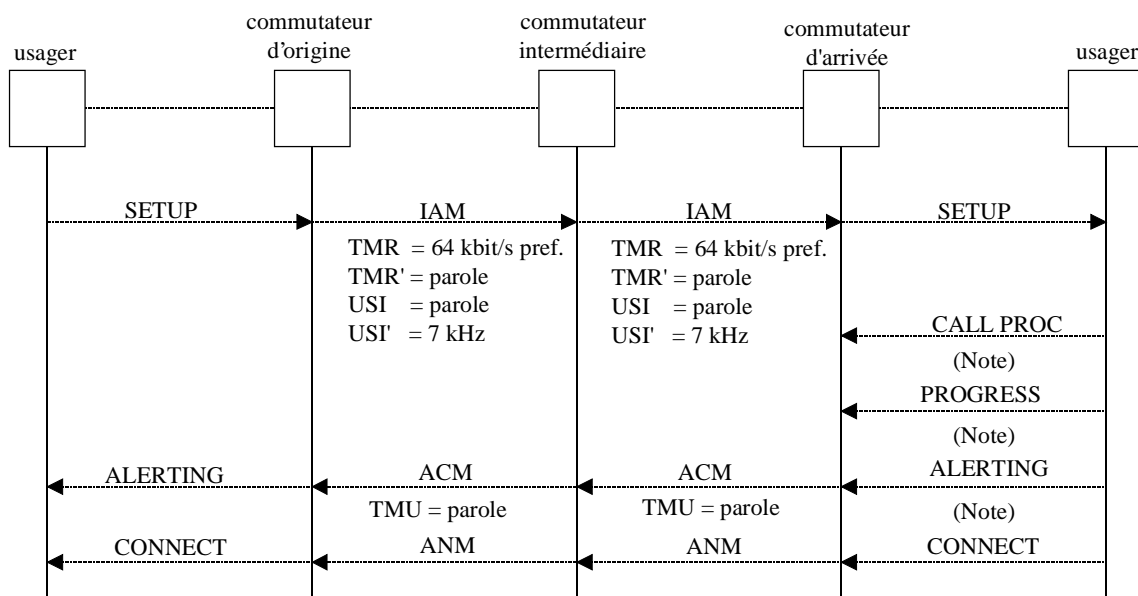 usager
commutateur
d'origine
commutateur
intermédiaire
commutateur
d'arrivée
usager
SETUP
IAM
IAM
SETUP
TMR = 64 kbit/s pref.
TMR' = parole
USI = parole
USI' = 7 kHz
TMR = 64 kbit/s pref.
TMR' = parole
USI = parole
USI' = 7 kHz
CALL PROC
(Note)
PROGRESS
(Note)
ALERTING
ACM
ACM
ALERTING
TMU = parole
TMU = parole
(Note)
CONNECT
ANM
ANM
CONNECT